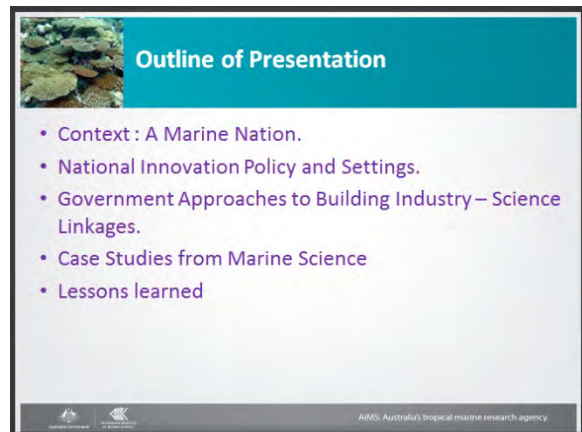 Outline of Presentation
• Context : A Marine Nation.
• National Innovation Policy and Settings.
• Government Approaches to Building Industry – Science
Linkages.
• Case Studies from Marine Science
• Lessons learned
AIMS: Australia's tropical marine research agency.